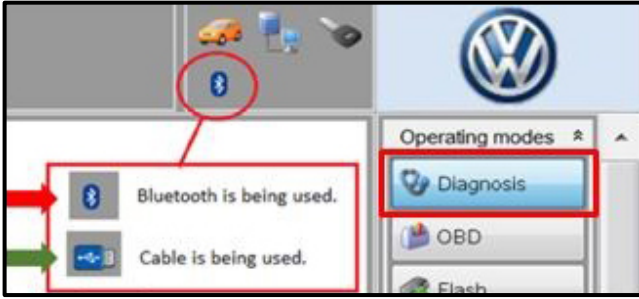 Operating modes
Diagnosis
Bluetooth is being used.
OBD
Cable is being used.
Flash